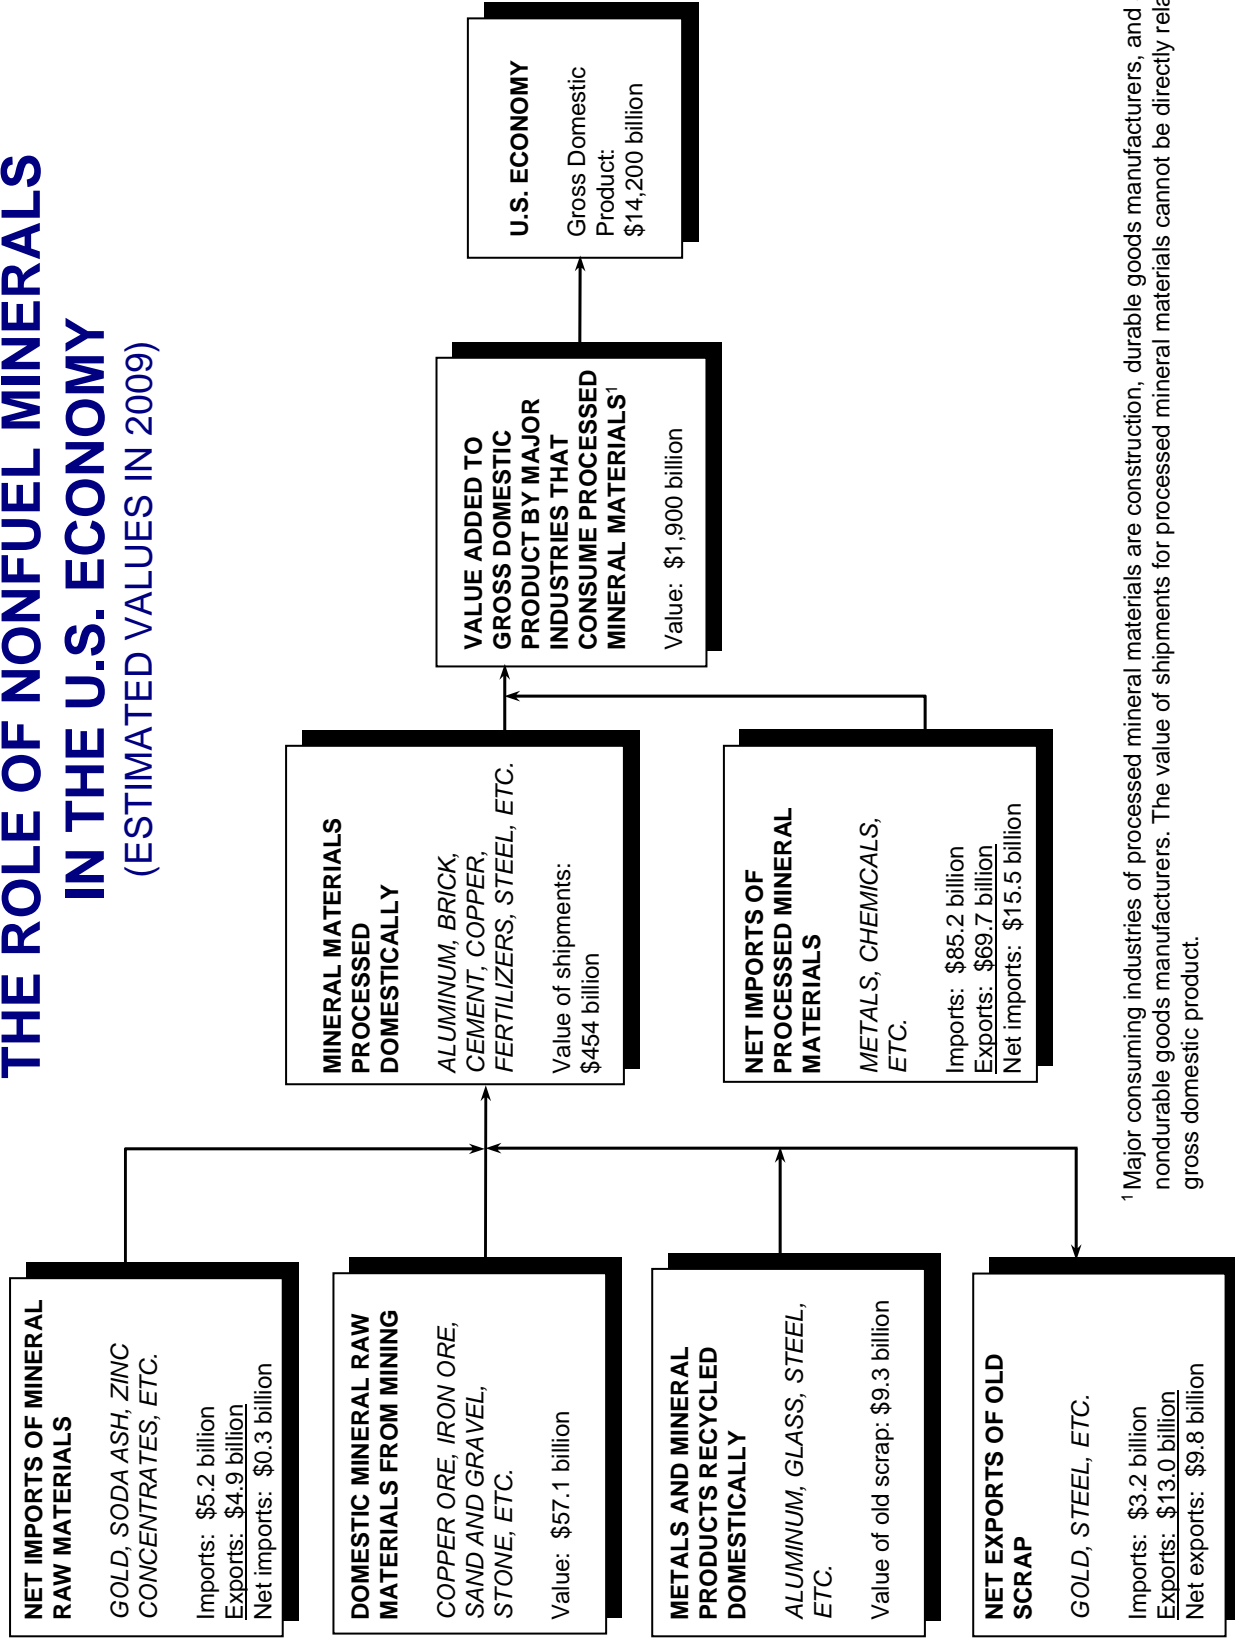 THE ROLE OF NONFUEL MINERALS
IN THE U.S. ECONOMY
(ESTIMATED VALUES IN 2009)
NET IMPORTS OF MINERAL
RAW MATERIALS
GOLD, SODA ASH, ZINC
CONCENTRATES, ETC.
Imports: $5.2 billion
Exports: $4.9 billion
Net imports: $0.3 billion
DOMESTIC MINERAL RAW
MATERIALS FROM MINING
COPPER ORE, IRON ORE,
SAND AND GRAVEL,
STONE, ETC.
Value: $57.1 billion
METALS AND MINERAL
PRODUCTS RECYCLED
DOMESTICALLY
ALUMINUM, GLASS, STEEL,
ETC.
Value of old scrap: $9.3 billion
NET EXPORTS OF OLD
SCRAP
GOLD, STEEL, ETC.
Imports: $3.2 billion
Exports: $13.0 billion
Net exports: $9.8 billion
MINERAL MATERIALS
PROCESSED
DOMESTICALLY
ALUMINUM, BRICK,
CEMENT, COPPER,
FERTILIZERS, STEEL, ETC.
Value of shipments:
$454 billion
NET IMPORTS OF
PROCESSED MINERAL
MATERIALS
METALS, CHEMICALS,
ETC.
Imports: $85.2 billion
Exports: $69.7 billion
Net imports: $15.5 billion
VALUE ADDED TO
GROSS DOMESTIC
PRODUCT BY MAJOR
INDUSTRIES THAT
CONSUME PROCESSED
MINERAL MATERIALS¹
Value: $1,900 billion
U.S. ECONOMY
Gross Domestic
Product:
$14,200 billion
¹ Major consuming industries of processed mineral materials are construction, durable goods manufacturers, and
nondurable goods manufacturers. The value of shipments for processed mineral materials cannot be directly
gross domestic product.